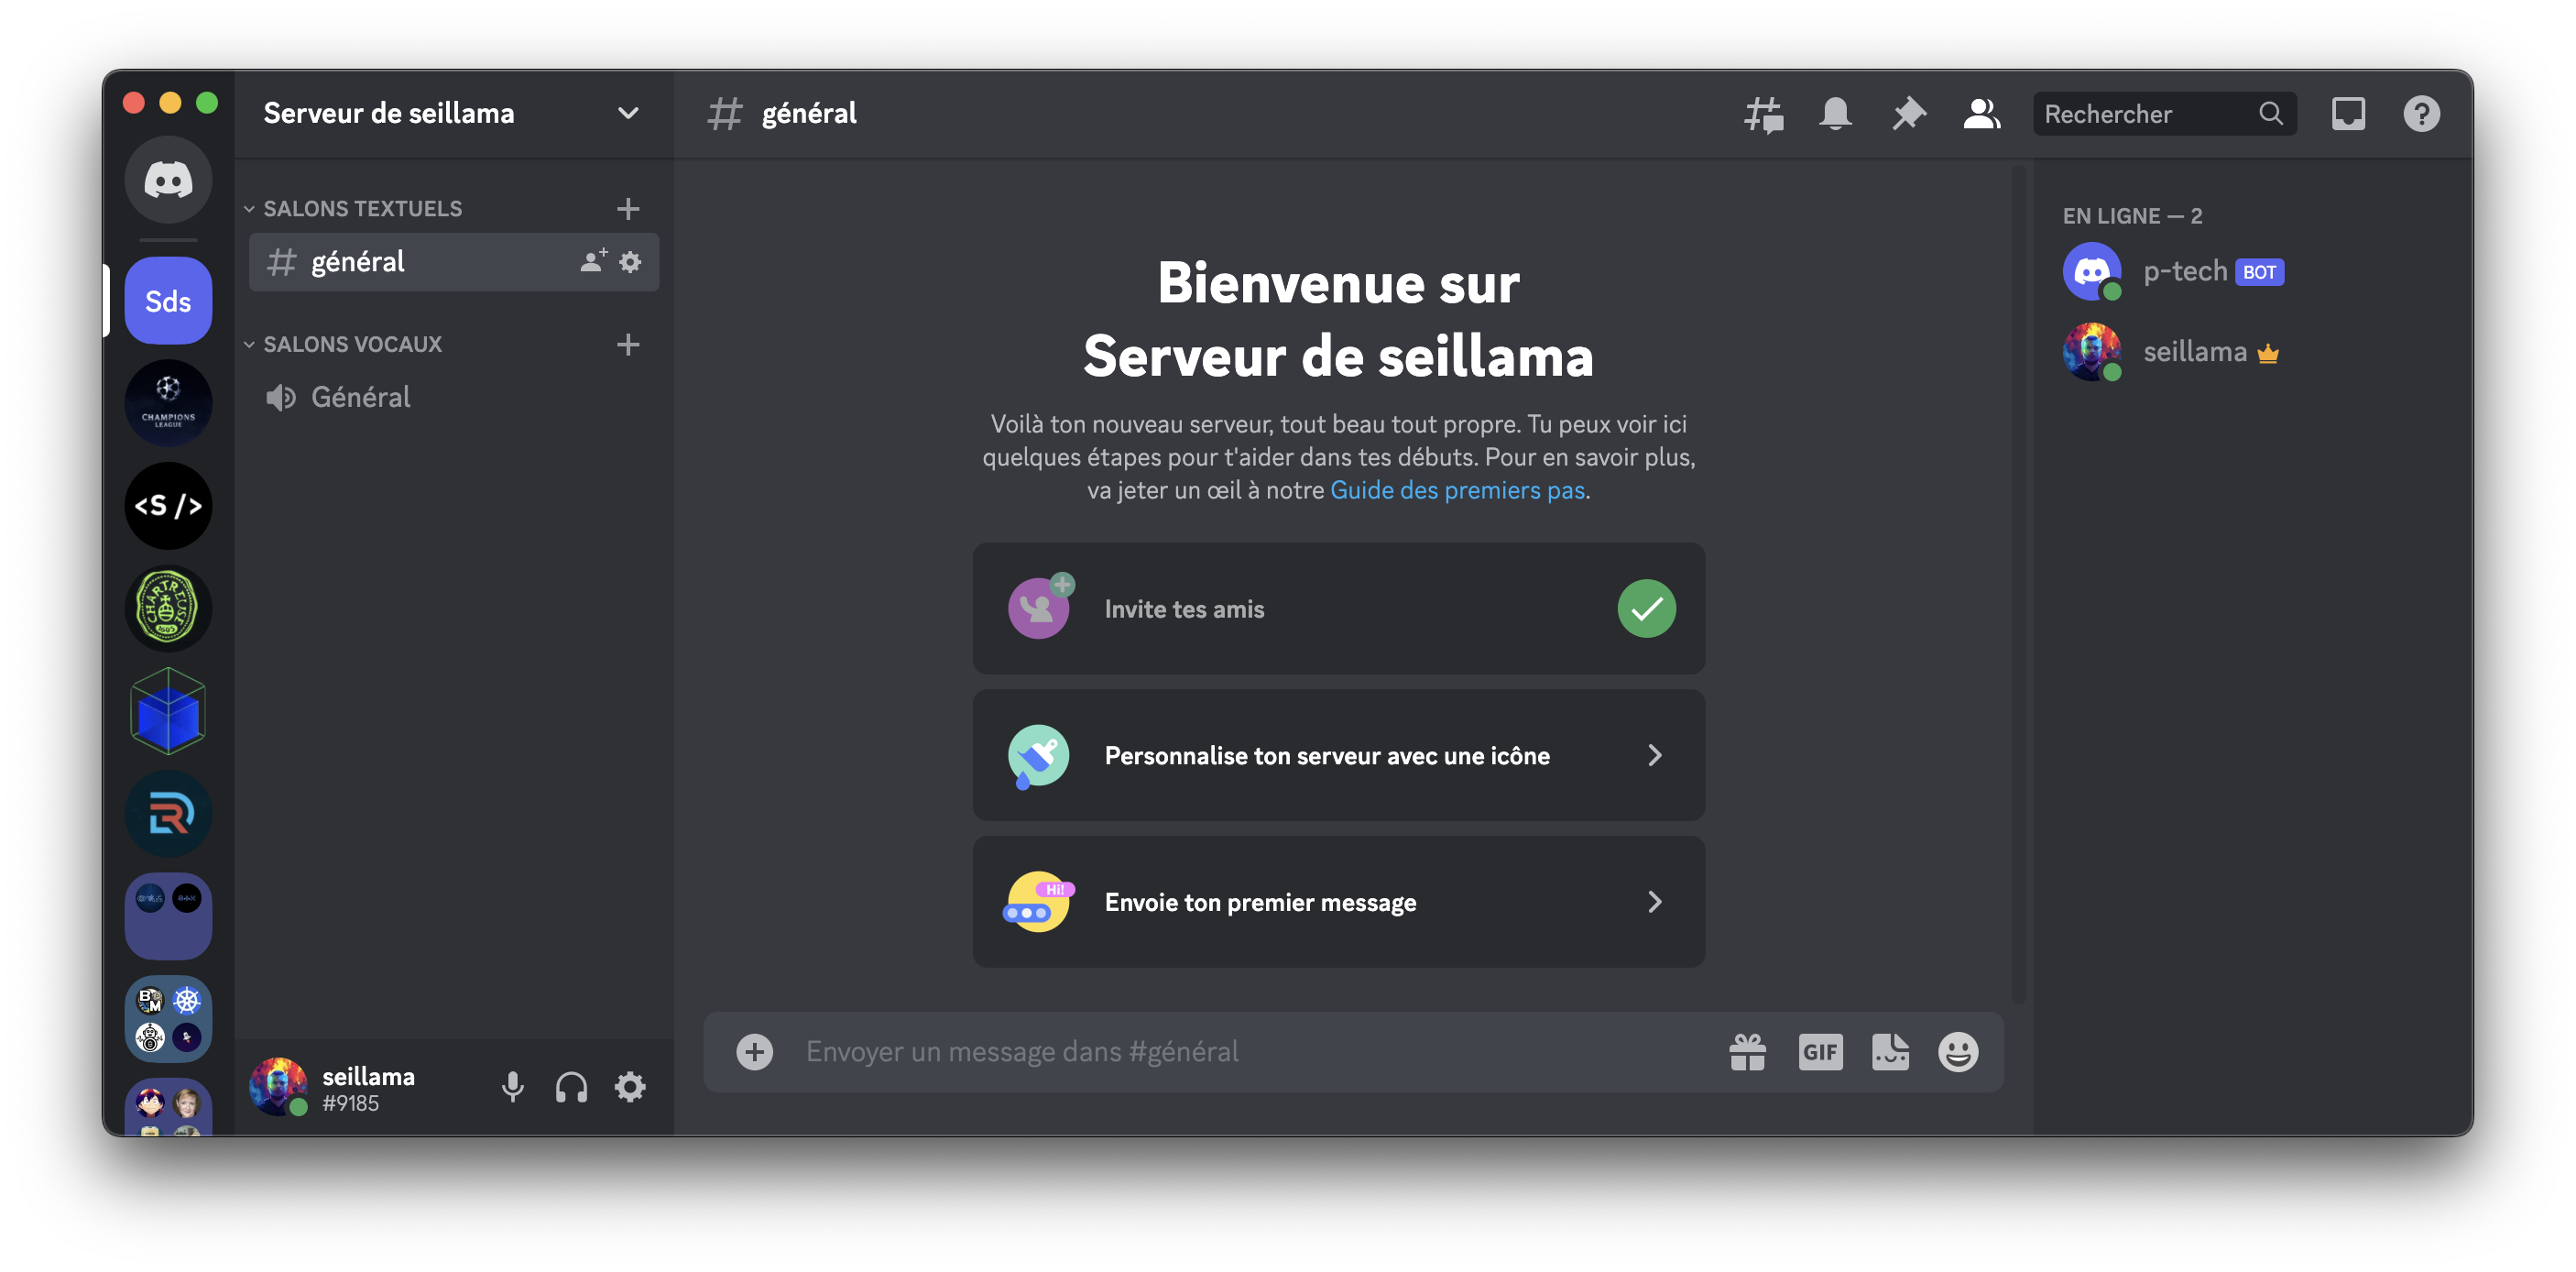 Serveur de seillama
général
Rechercher
Sds
CHAMPIONS
LEAGUE
<S/>
CHARTREUSE
1605
SALONS TEXTUELS
général
SALONS VOCAUX
Général
Bienvenue sur
Serveur de seillama
Voilà ton nouveau serveur, tout beau tout propre. Tu peux voir ici
quelques étapes pour t'aider dans tes débuts. Pour en savoir plus,
va jeter un œil à notre Guide des premiers pas.
Invite tes amis
Personnalise ton serveur avec une icône
Hi!
Envoie ton premier message
Envoyer un message dans #général
GIF
EN LIGNE — 2
p-tech BOT
seillama
BM
seillama
#9185